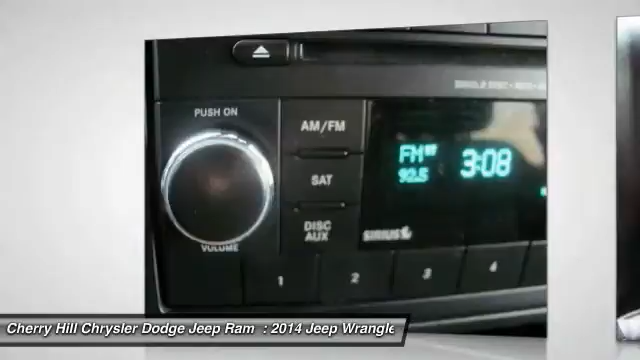 PUSH ON
AM/FM
FM 3:08
SAT
92.5
DISC
AUX
SIRIUS
VOLUME
1 2 3 4
Cherry Hill Chrysler Dodge Jeep Ram : 2014 Jeep Wrangle